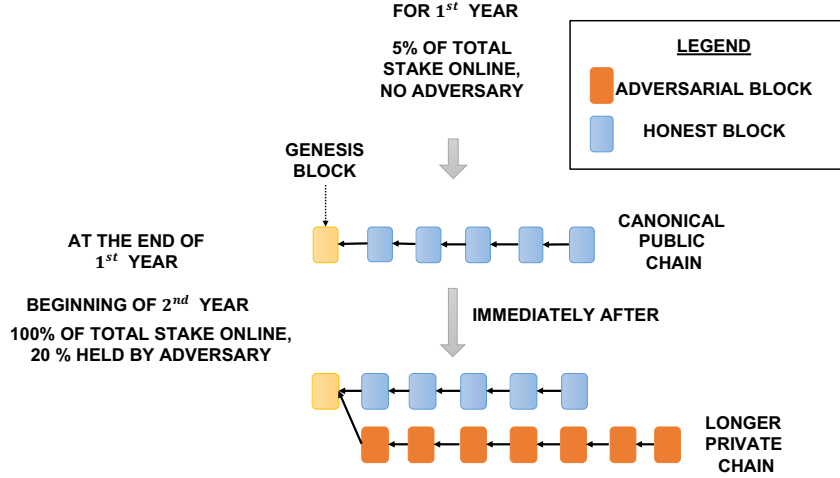 FOR 1st YEAR
5% OF TOTAL
STAKE ONLINE,
NO ADVERSARY
LEGEND
ADVERSARIAL BLOCK
HONEST BLOCK
GENESIS
BLOCK
AT THE END OF
1st YEAR
CANONICAL
PUBLIC
CHAIN
BEGINNING OF 2nd YEAR
100% OF TOTAL STAKE ONLINE,
20 % HELD BY ADVERSARY
IMMEDIATELY AFTER
LONGER
PRIVATE
CHAIN